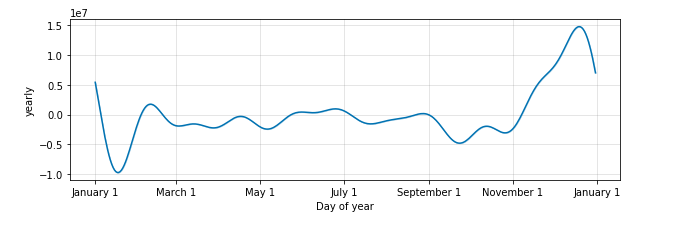 1e7
1.5
1.0
0.5
0.0
−0.5
−1.0
yearly
January 1 March 1 May 1 July 1 September 1 November 1 January 1
Day of year